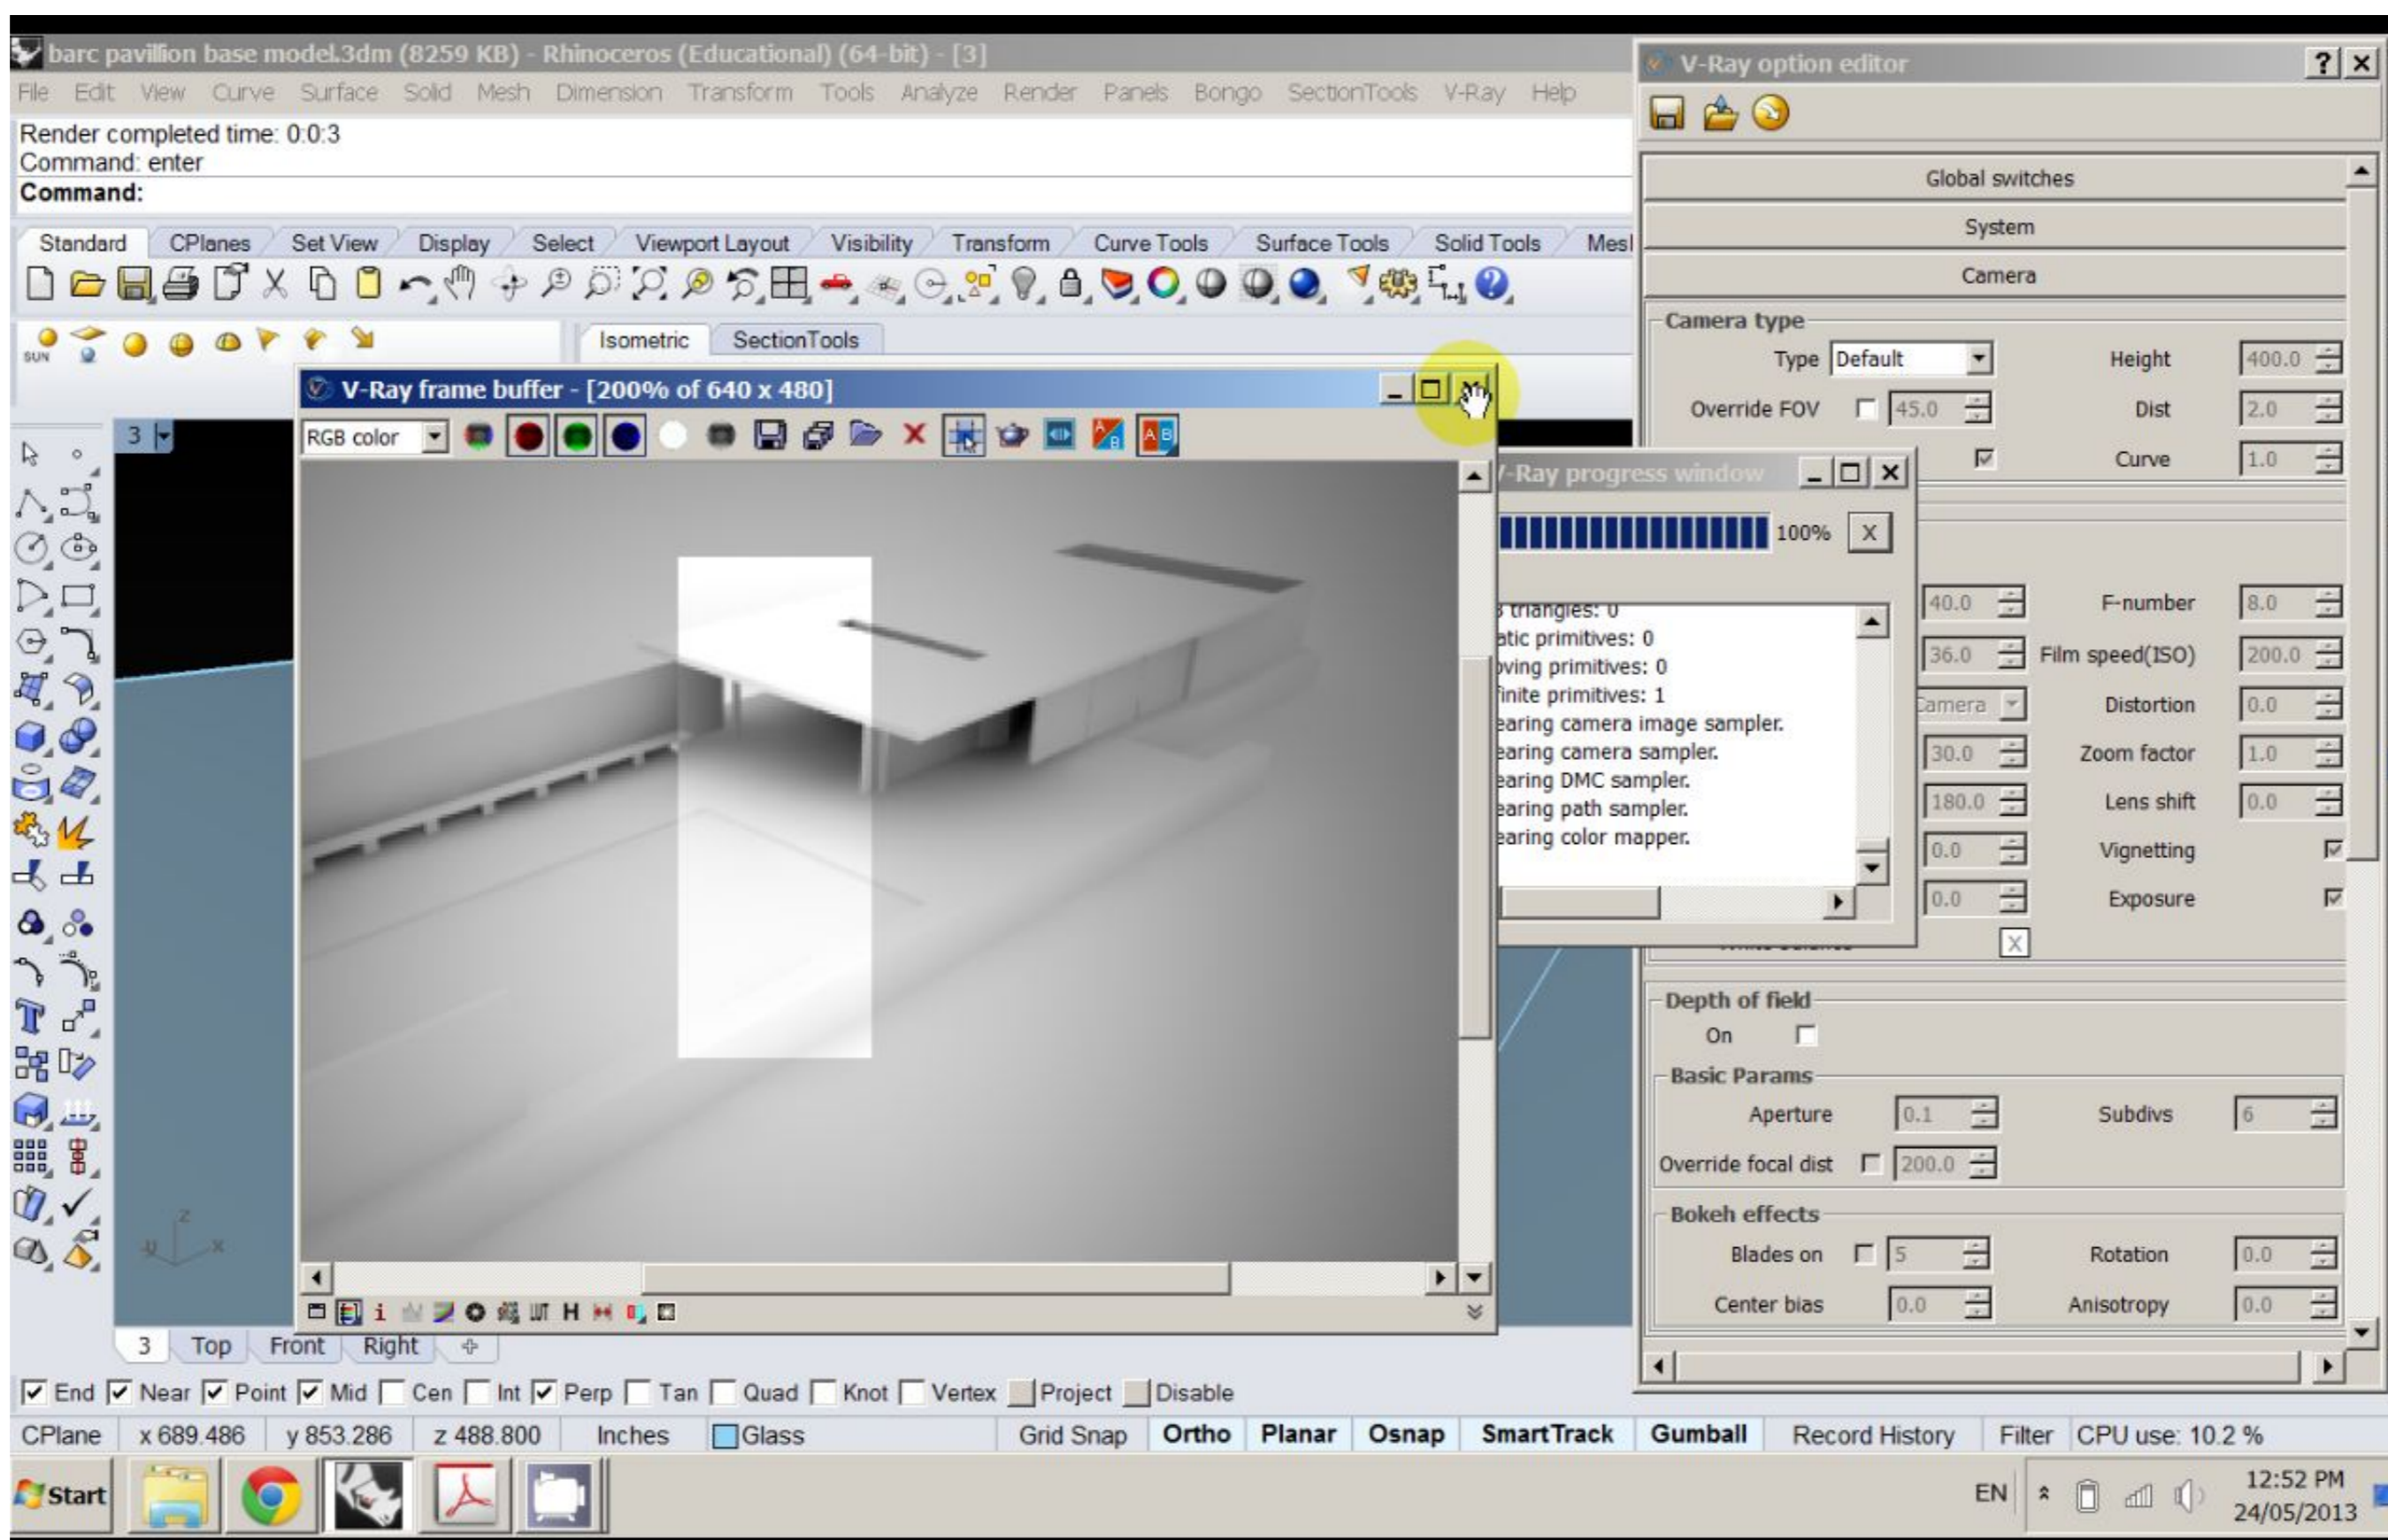 barc pavillion base model.3dm (8259 KB) - Rhinoceros (Educational) (64-bit) - [3]
File Edit View Curve Surface Solid Mesh Dimension Transform Tools Analyze Render Panels Bongo SectionTools V-Ray Help
Render completed time: 0:0:3
Command: enter
Command:
Standard CPlanes Set View Display Select Viewport Layout Visibility Transform Curve Tools Surface Tools Solid Tools Mesl
SUN
Isometric SectionTools
3
V-Ray frame buffer - [200% of 640 x 480]
RGB color
A B
A B
LUT H
V-Ray progress window
100% X
triangles: 0
atic primitives: 0
oving primitives: 0
finite primitives: 1
earing camera image sampler.
earing camera sampler.
earing DMC sampler.
earing path sampler.
earing color mapper.
V-Ray option editor
Global switches
System
Camera
Camera type
Type Default Height 400.0
Override FOV 45.0 Dist 2.0
Curve 1.0
40.0 F-number 8.0
36.0 Film speed(ISO) 200.0
Camera Distortion 0.0
30.0 Zoom factor 1.0
180.0 Lens shift 0.0
0.0 Vignetting
0.0 Exposure
X
Depth of field
On
Basic Params
Aperture 0.1 Subdivs 6
Override focal dist 200.0
Bokeh effects
Blades on 5 Rotation 0.0
Center bias 0.0 Anisotropy 0.0
z
x
3 Top Front Right
End Near Point Mid Cen Int Perp Tan Quad Knot Vertex Project Disable
CPlane x 689.486 y 853.286 z 488.800 Inches Glass Grid Snap Ortho Planar Osnap SmartTrack Gumball Record History Filter CPU use: 10.2 %
Start
EN
12:52 PM
24/05/2013